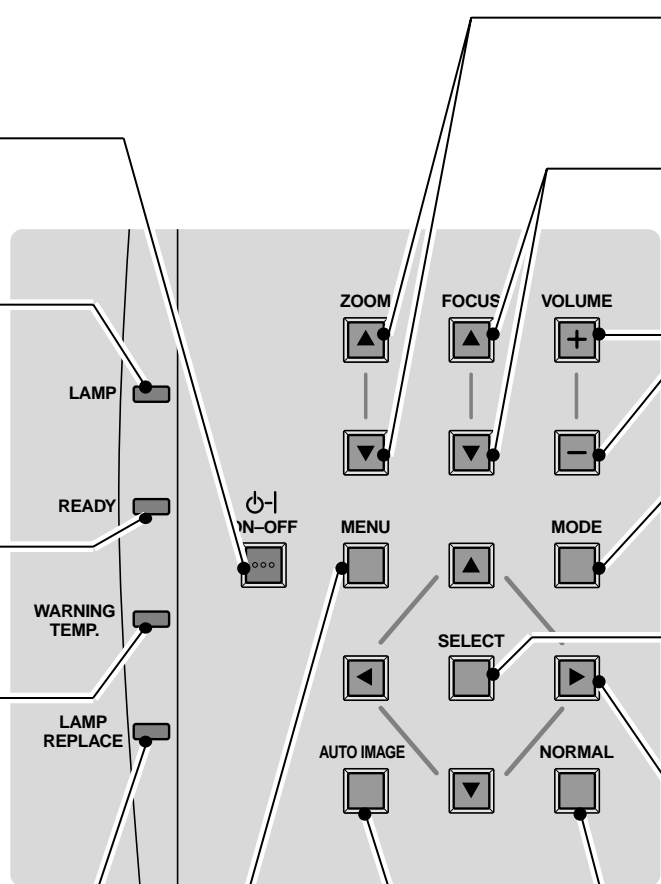 ZOOM
FOCUS
VOLUME
LAMP
READY
ON–OFF
MENU
MODE
WARNING
TEMP.
SELECT
LAMP
REPLACE
AUTO IMAGE
NORMAL